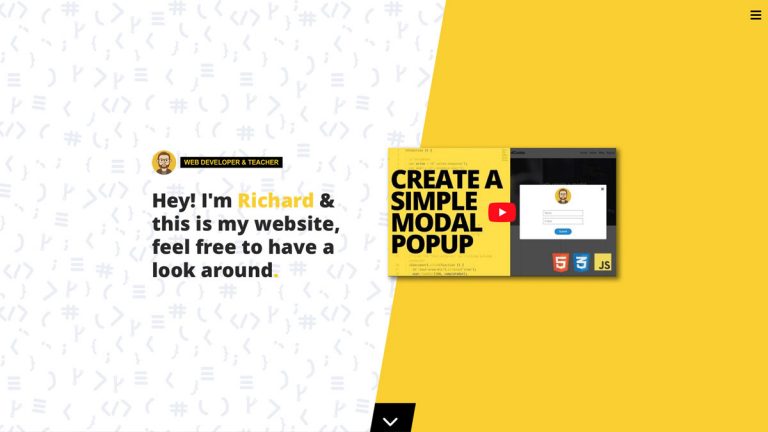 WEB DEVELOPER & TEACHER
Hey! I'm Richard &
this is my website,
feel free to have a
look around.
CREATE A
SIMPLE
MODAL
POPUP
JS